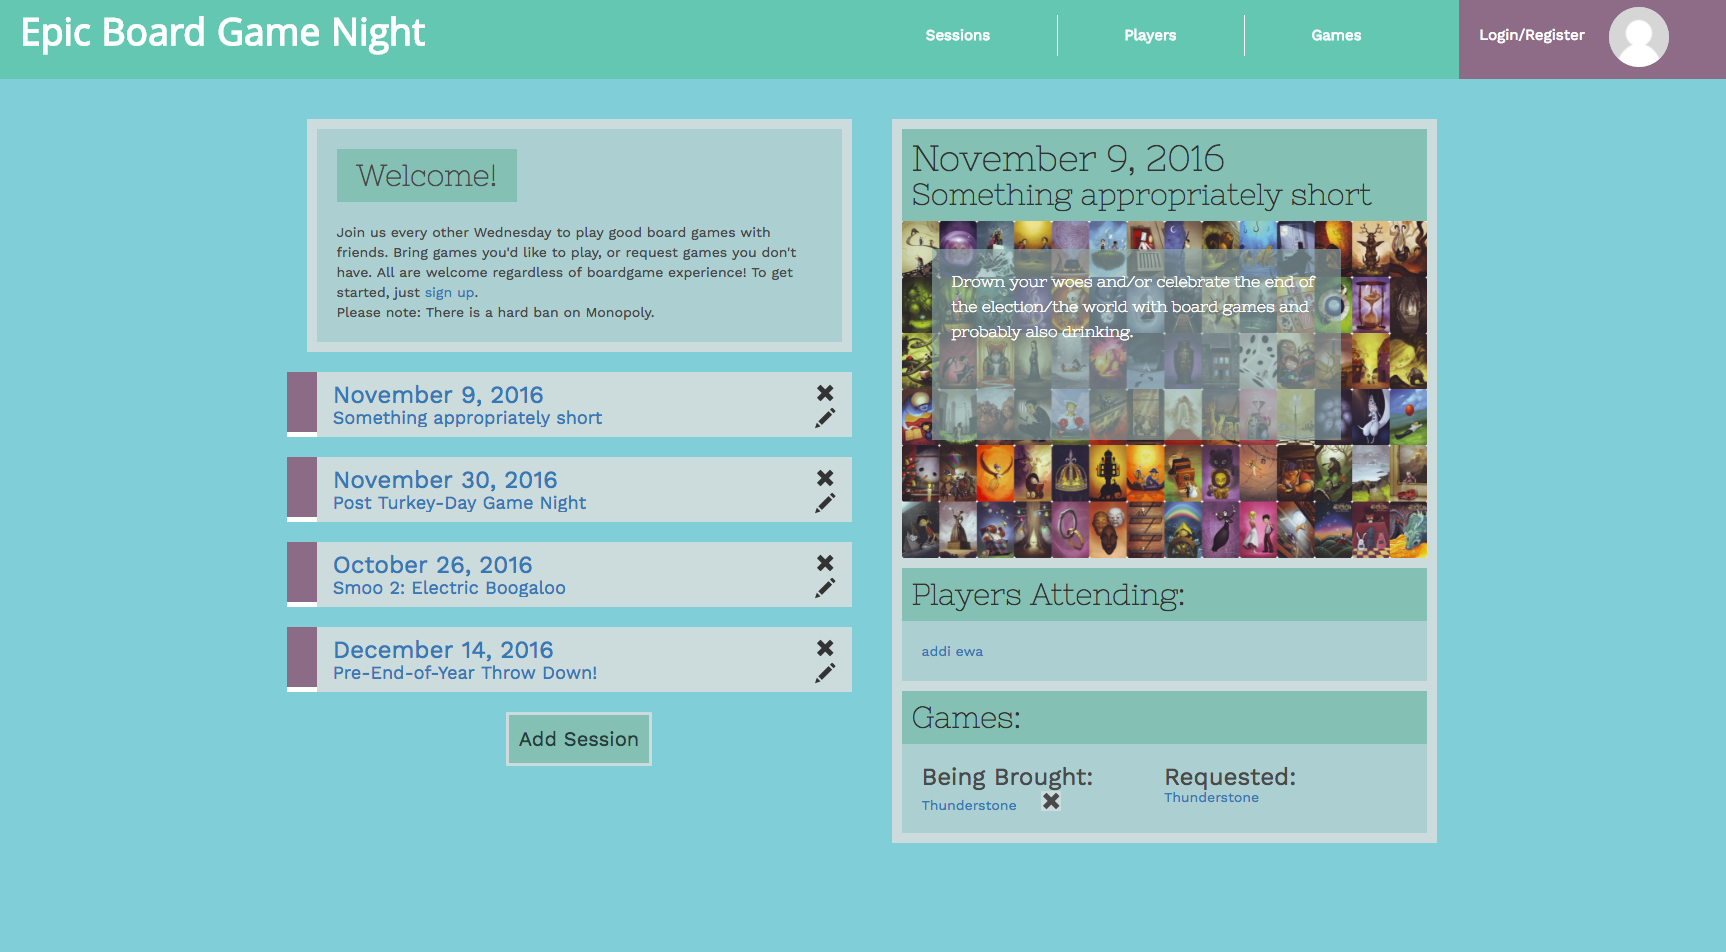 Epic Board Game Night
Sessions
Players
Games
Login/Register
Welcome!
Join us every other Wednesday to play good board games with
friends. Bring games you'd like to play, or request games you don't
have. All are welcome regardless of boardgame experience! To get
started, just sign up.
Please note: There is a hard ban on Monopoly.
November 9, 2016
Something appropriately short
November 30, 2016
Post Turkey-Day Game Night
October 26, 2016
Smoo 2: Electric Boogaloo
December 14, 2016
Pre-End-of-Year Throw Down!
Add Session
November 9, 2016
Something appropriately short
Drown your woes and/or celebrate the end of
the election/the world with board games and
probably also drinking.
Players Attending:
addi ewa
Games:
Being Brought:
Thunderstone
Requested:
Thunderstone